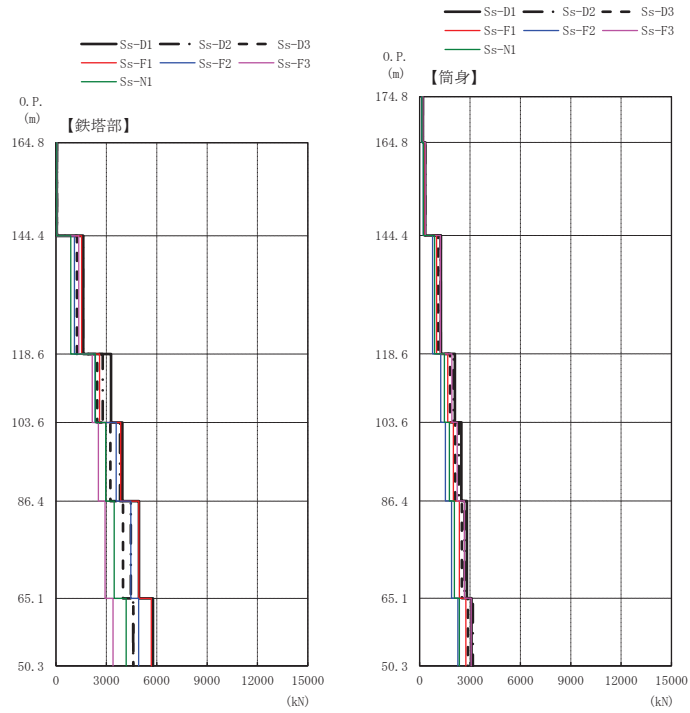 Ss-D1 Ss-D2 Ss-D3
Ss-F1 Ss-F2 Ss-F3
Ss-N1
O.P.
(m)
【鉄塔部】
164.8
144.4
118.6
103.6
86.4
65.1
50.3
0 3000 6000 9000 12000 15000
(kN)
Ss-D1 Ss-D2 Ss-D3
Ss-F1 Ss-F2 Ss-F3
Ss-N1
O.P.
(m)
【筒身】
174.8
164.8
144.4
118.6
103.6
86.4
65.1
50.3
0 3000 6000 9000 12000 15000
(kN)